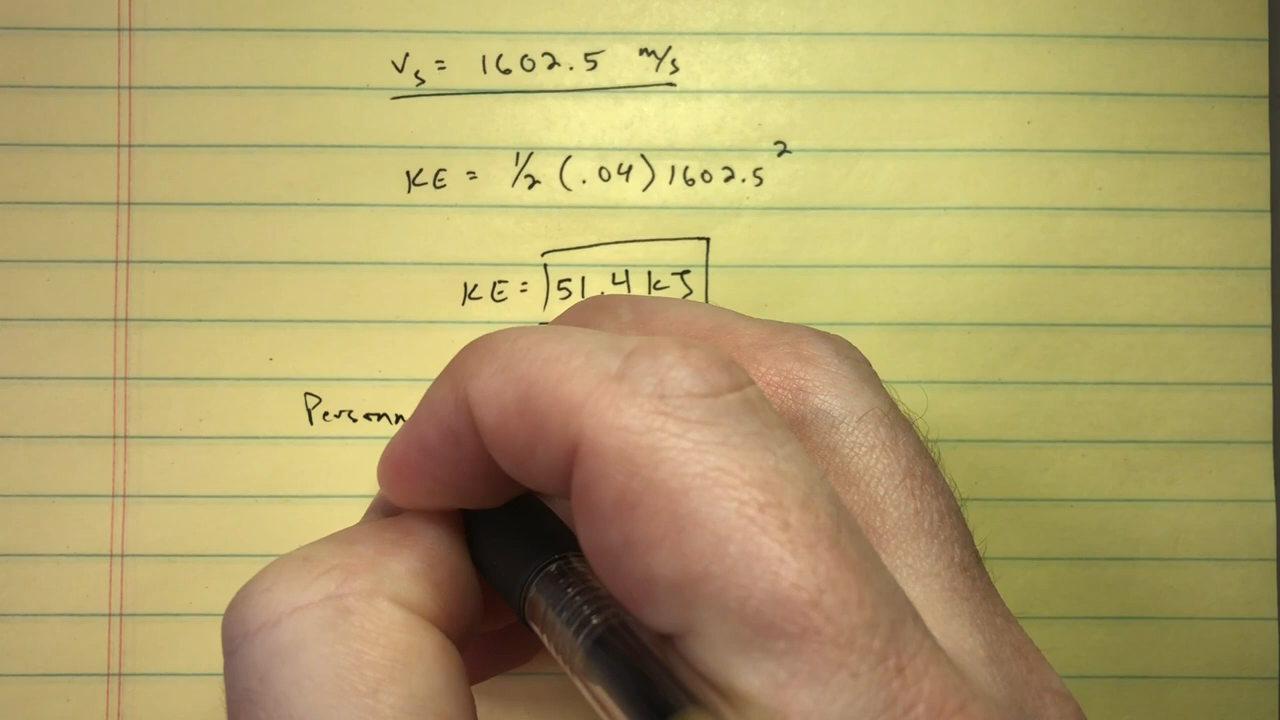 Vs = 1602.5 m/s
KE = 1/2 (.04) 1602.5²
KE = 51.4 kJ